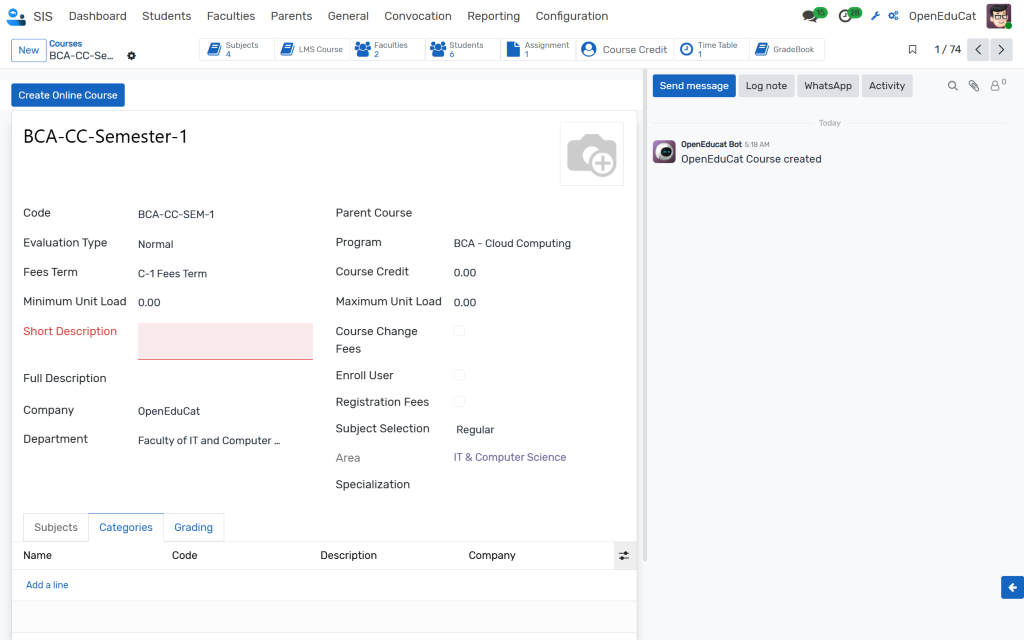 SIS Dashboard Students Faculties Parents General Convocation Reporting Configuration 15 28 OpenEduCat
New Courses BCA-CC-Se... Subjects 4 LMS Course Faculties 2 Students 6 Assignment 1 Course Credit Time Table 1 GradeBook 1 / 74
Create Online Course
Send message Log note WhatsApp Activity 0
Today
OpenEducat Bot 5:18 AM
OpenEduCat Course created
BCA-CC-Semester-1
Code BCA-CC-SEM-1
Evaluation Type Normal
Fees Term C-1 Fees Term
Minimum Unit Load 0.00
Short Description
Full Description
Company OpenEduCat
Department Faculty of IT and Computer ...
Parent Course
Program BCA - Cloud Computing
Course Credit 0.00
Maximum Unit Load 0.00
Course Change
Fees
Enroll User
Registration Fees
Subject Selection Regular
Area IT & Computer Science
Specialization
Subjects Categories Grading
Name Code Description Company
Add a line